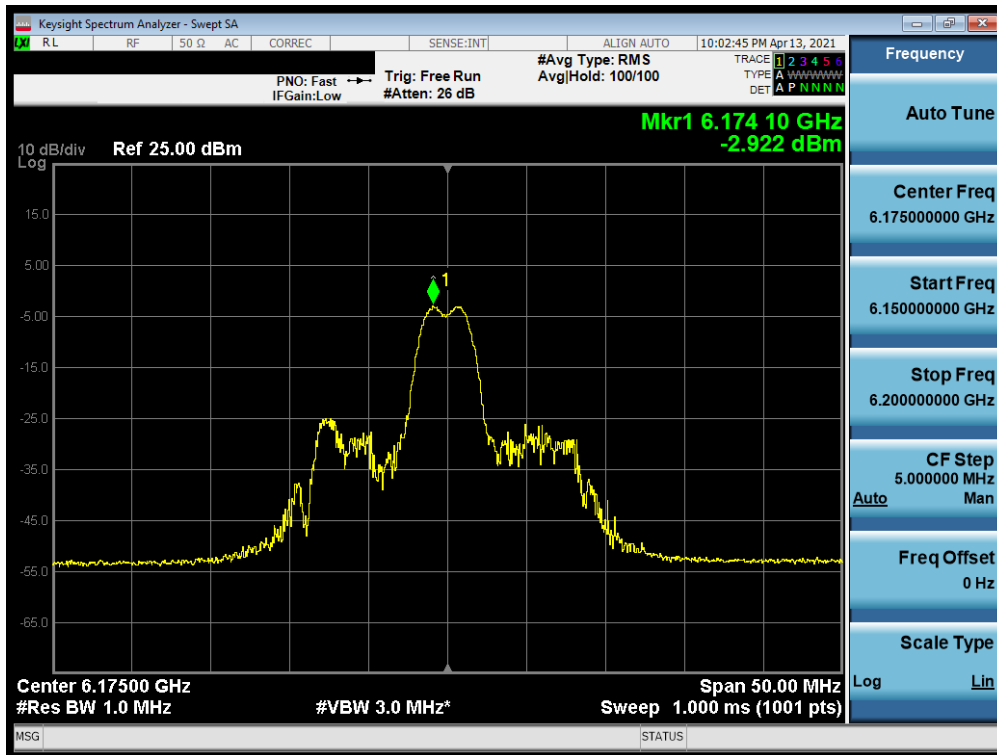 Keysight Spectrum Analyzer - Swept SA
LXI RL RF 50 Ω AC CORREC SENSE:INT ALIGN AUTO 10:02:45 PM Apr 13, 2021
PNO: Fast
IFGain:Low
Trig: Free Run
#Atten: 26 dB
#Avg Type: RMS
Avg|Hold: 100/100
TRACE 1 2 3 4 5 6
TYPE A WWWWW
DET A P N N N N
Mkr1 6.174 10 GHz
-2.922 dBm
10 dB/div Ref 25.00 dBm
Log
15.0
5.00
-5.00
-15.0
-25.0
-35.0
-45.0
-55.0
-65.0
1
Center 6.17500 GHz Span 50.00 MHz
#Res BW 1.0 MHz #VBW 3.0 MHz* Sweep 1.000 ms (1001 pts)
MSG STATUS
Frequency
Auto Tune
Center Freq
6.175000000 GHz
Start Freq
6.150000000 GHz
Stop Freq
6.200000000 GHz
CF Step
5.000000 MHz
Auto Man
Freq Offset
0 Hz
Scale Type
Log Lin